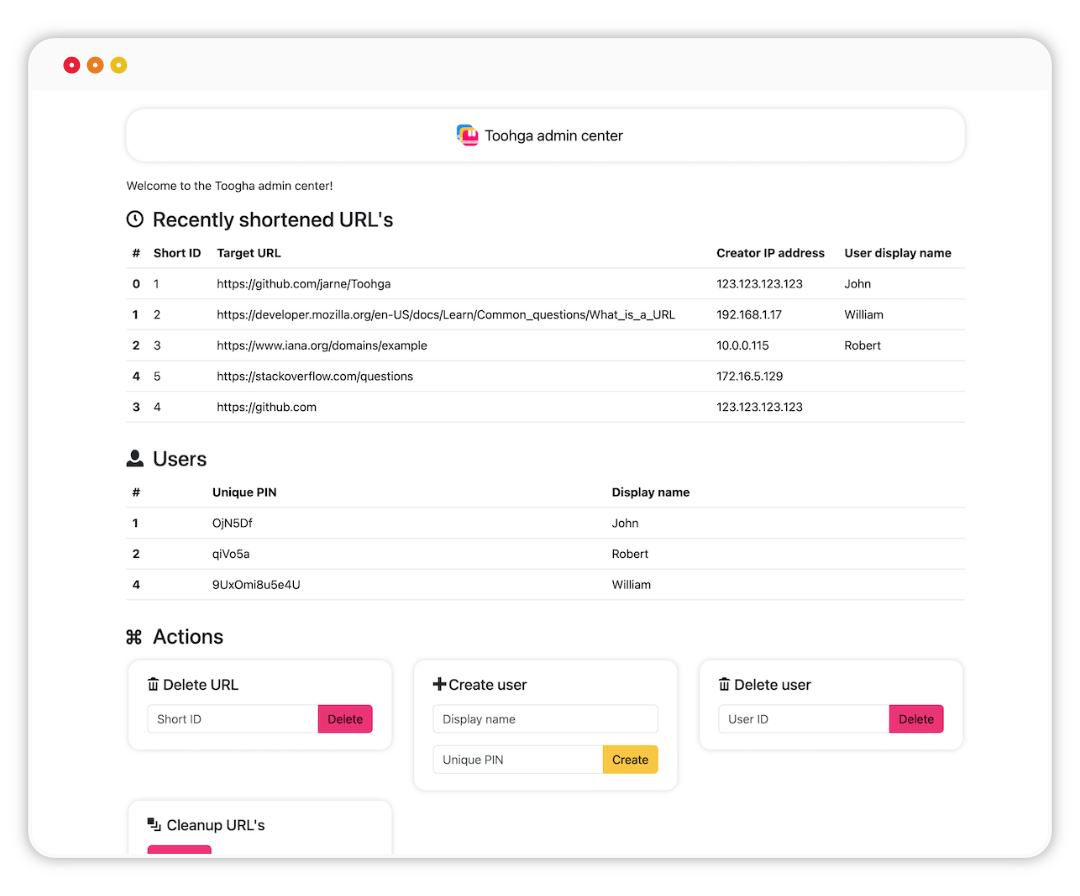 Toohga admin center
Welcome to the Toogha admin center!
Recently shortened URL's
# Short ID Target URL Creator IP address User display name
0 1 https://github.com/jarne/Toohga 123.123.123.123 John
1 2 https://developer.mozilla.org/en-US/docs/Learn/Common_questions/What_is_a_URL 192.168.1.17 William
2 3 https://www.iana.org/domains/example 10.0.0.115 Robert
4 5 https://stackoverflow.com/questions 172.16.5.129
3 4 https://github.com 123.123.123.123
Users
# Unique PIN Display name
1 OjN5Df John
2 qiVo5a Robert
4 9UxOmi8u5e4U William
Actions
Delete URL
Short ID Delete
Create user
Display name
Unique PIN Create
Delete user
User ID Delete
Cleanup URL's